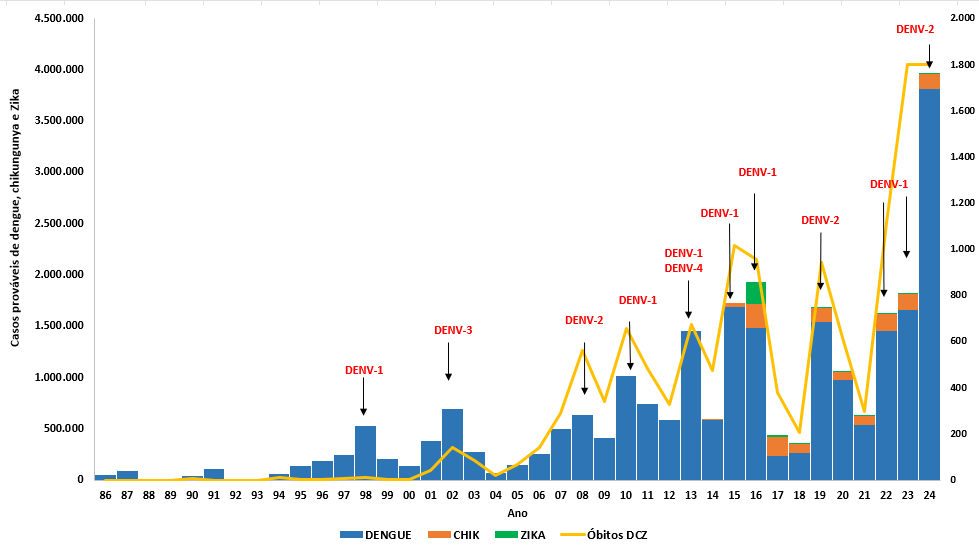 4.500.000
4.000.000
3.500.000
3.000.000
2.500.000
2.000.000
1.500.000
1.000.000
500.000
0
Casos prováveis de dengue, chikungunya e Zika
DENV-1
DENV-3
DENV-2
DENV-1
DENV-1
DENV-4
DENV-1
DENV-1
DENV-2
DENV-1
DENV-2
2.000
1.800
1.600
1.400
1.200
1.000
800
600
400
200
0
86 87 88 89 90 91 92 93 94 95 96 97 98 99 00 01 02 03 04 05 06 07 08 09 10 11 12 13 14 15 16 17 18 19 20 21 22 23 24
Ano
DENGUE CHIK ZIKA Óbitos DCZ